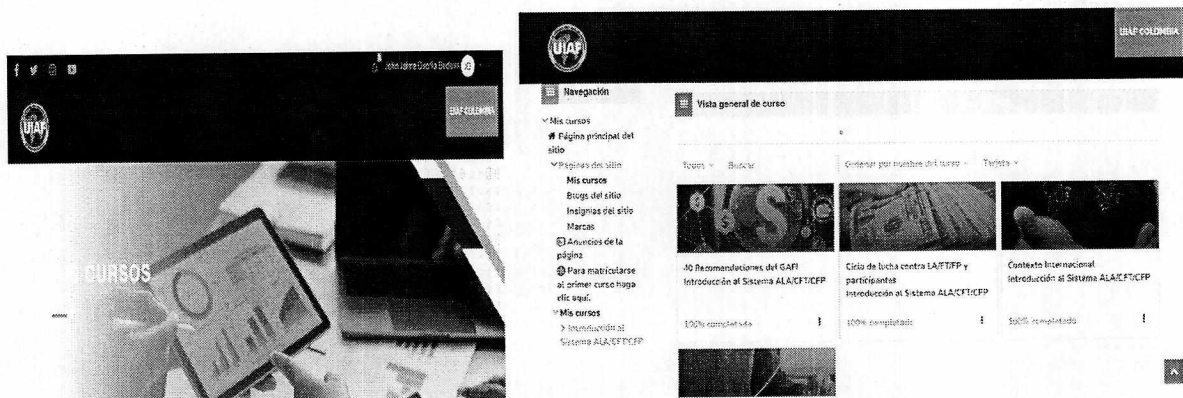 UIAF
UIAF COLOMBIA
CURSOS
UIAF
UIAF COLOMBIA
Navegación
Mis cursos
Página principal del
sitio
Páginas del sitio
Mis cursos
Blogs del sitio
Insignias del sitio
Marcas
Anuncios de la
página
Para matricularse
al primer curso haga
clic aquí.
Mis cursos
Introducción al
Sistema ALA/CFT/CFP
Vista general de curso
Todos Buscar Ordenar por nombre del curso Tarjeta
40 Recomendaciones del GAFI
Introducción al Sistema ALA/CFT/CFP
100% completado
Ciclo de lucha contra LA/FT/FP y
participantes
Introducción al Sistema ALA/CFT/CFP
100% completado
Contexto Internacional
Introducción al Sistema ALA/CFT/CFP
100% completado